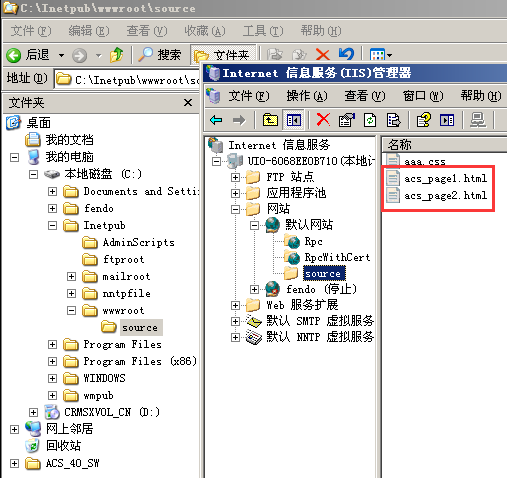 C:\Inetpub\wwwroot\source
文件(F) 编辑(E) 查看(V) 收藏(A) 工具(T) 帮助(H)
后退 搜索 文件夹
地址(D) C:\Inetpub\wwwroot\so
文件夹
桌面
我的文档
我的电脑
本地磁盘 (C:)
Documents and Setti
fendo
Inetpub
AdminScripts
ftproot
mailroot
nntpfile
wwwroot
source
Program Files
Program Files (x86)
WINDOWS
wmpub
CRMSXVOL_CN (D:)
网上邻居
回收站
ACS_40_SW
Internet 信息服务(IIS)管理器
文件(F) 操作(A) 查看(V) 窗口(W) 帮助(H)
Internet 信息服务
UIO-6068EE0B710(本地计
FTP 站点
应用程序池
网站
默认网站
Rpc
RpcWithCert
source
fendo (停止)
Web 服务扩展
默认 SMTP 虚拟服务
默认 NNTP 虚拟服务
名称
aaa.css
acs_page1.html
acs_page2.html